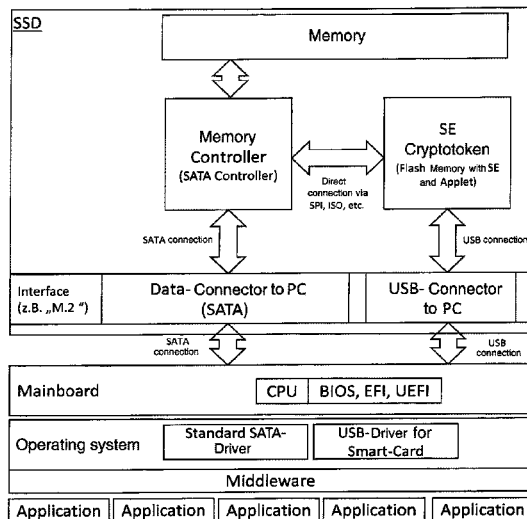 SSD
Memory
Memory
Controller
(SATA Controller)
SE
Cryptotoken
(Flash Memory with SE
and Applet)
Direct
connection via
SPI, ISO, etc.
SATA connection
USB connection
Interface
(z.B. „M.2 “)
Data- Connector to PC
(SATA)
USB- Connector
to PC
SATA
connection
USB
connection
Mainboard
CPU
BIOS, EFI, UEFI
Operating system
Standard SATA-
Driver
USB-Driver for
Smart-Card
Middleware
Application
Application
Application
Application
Application